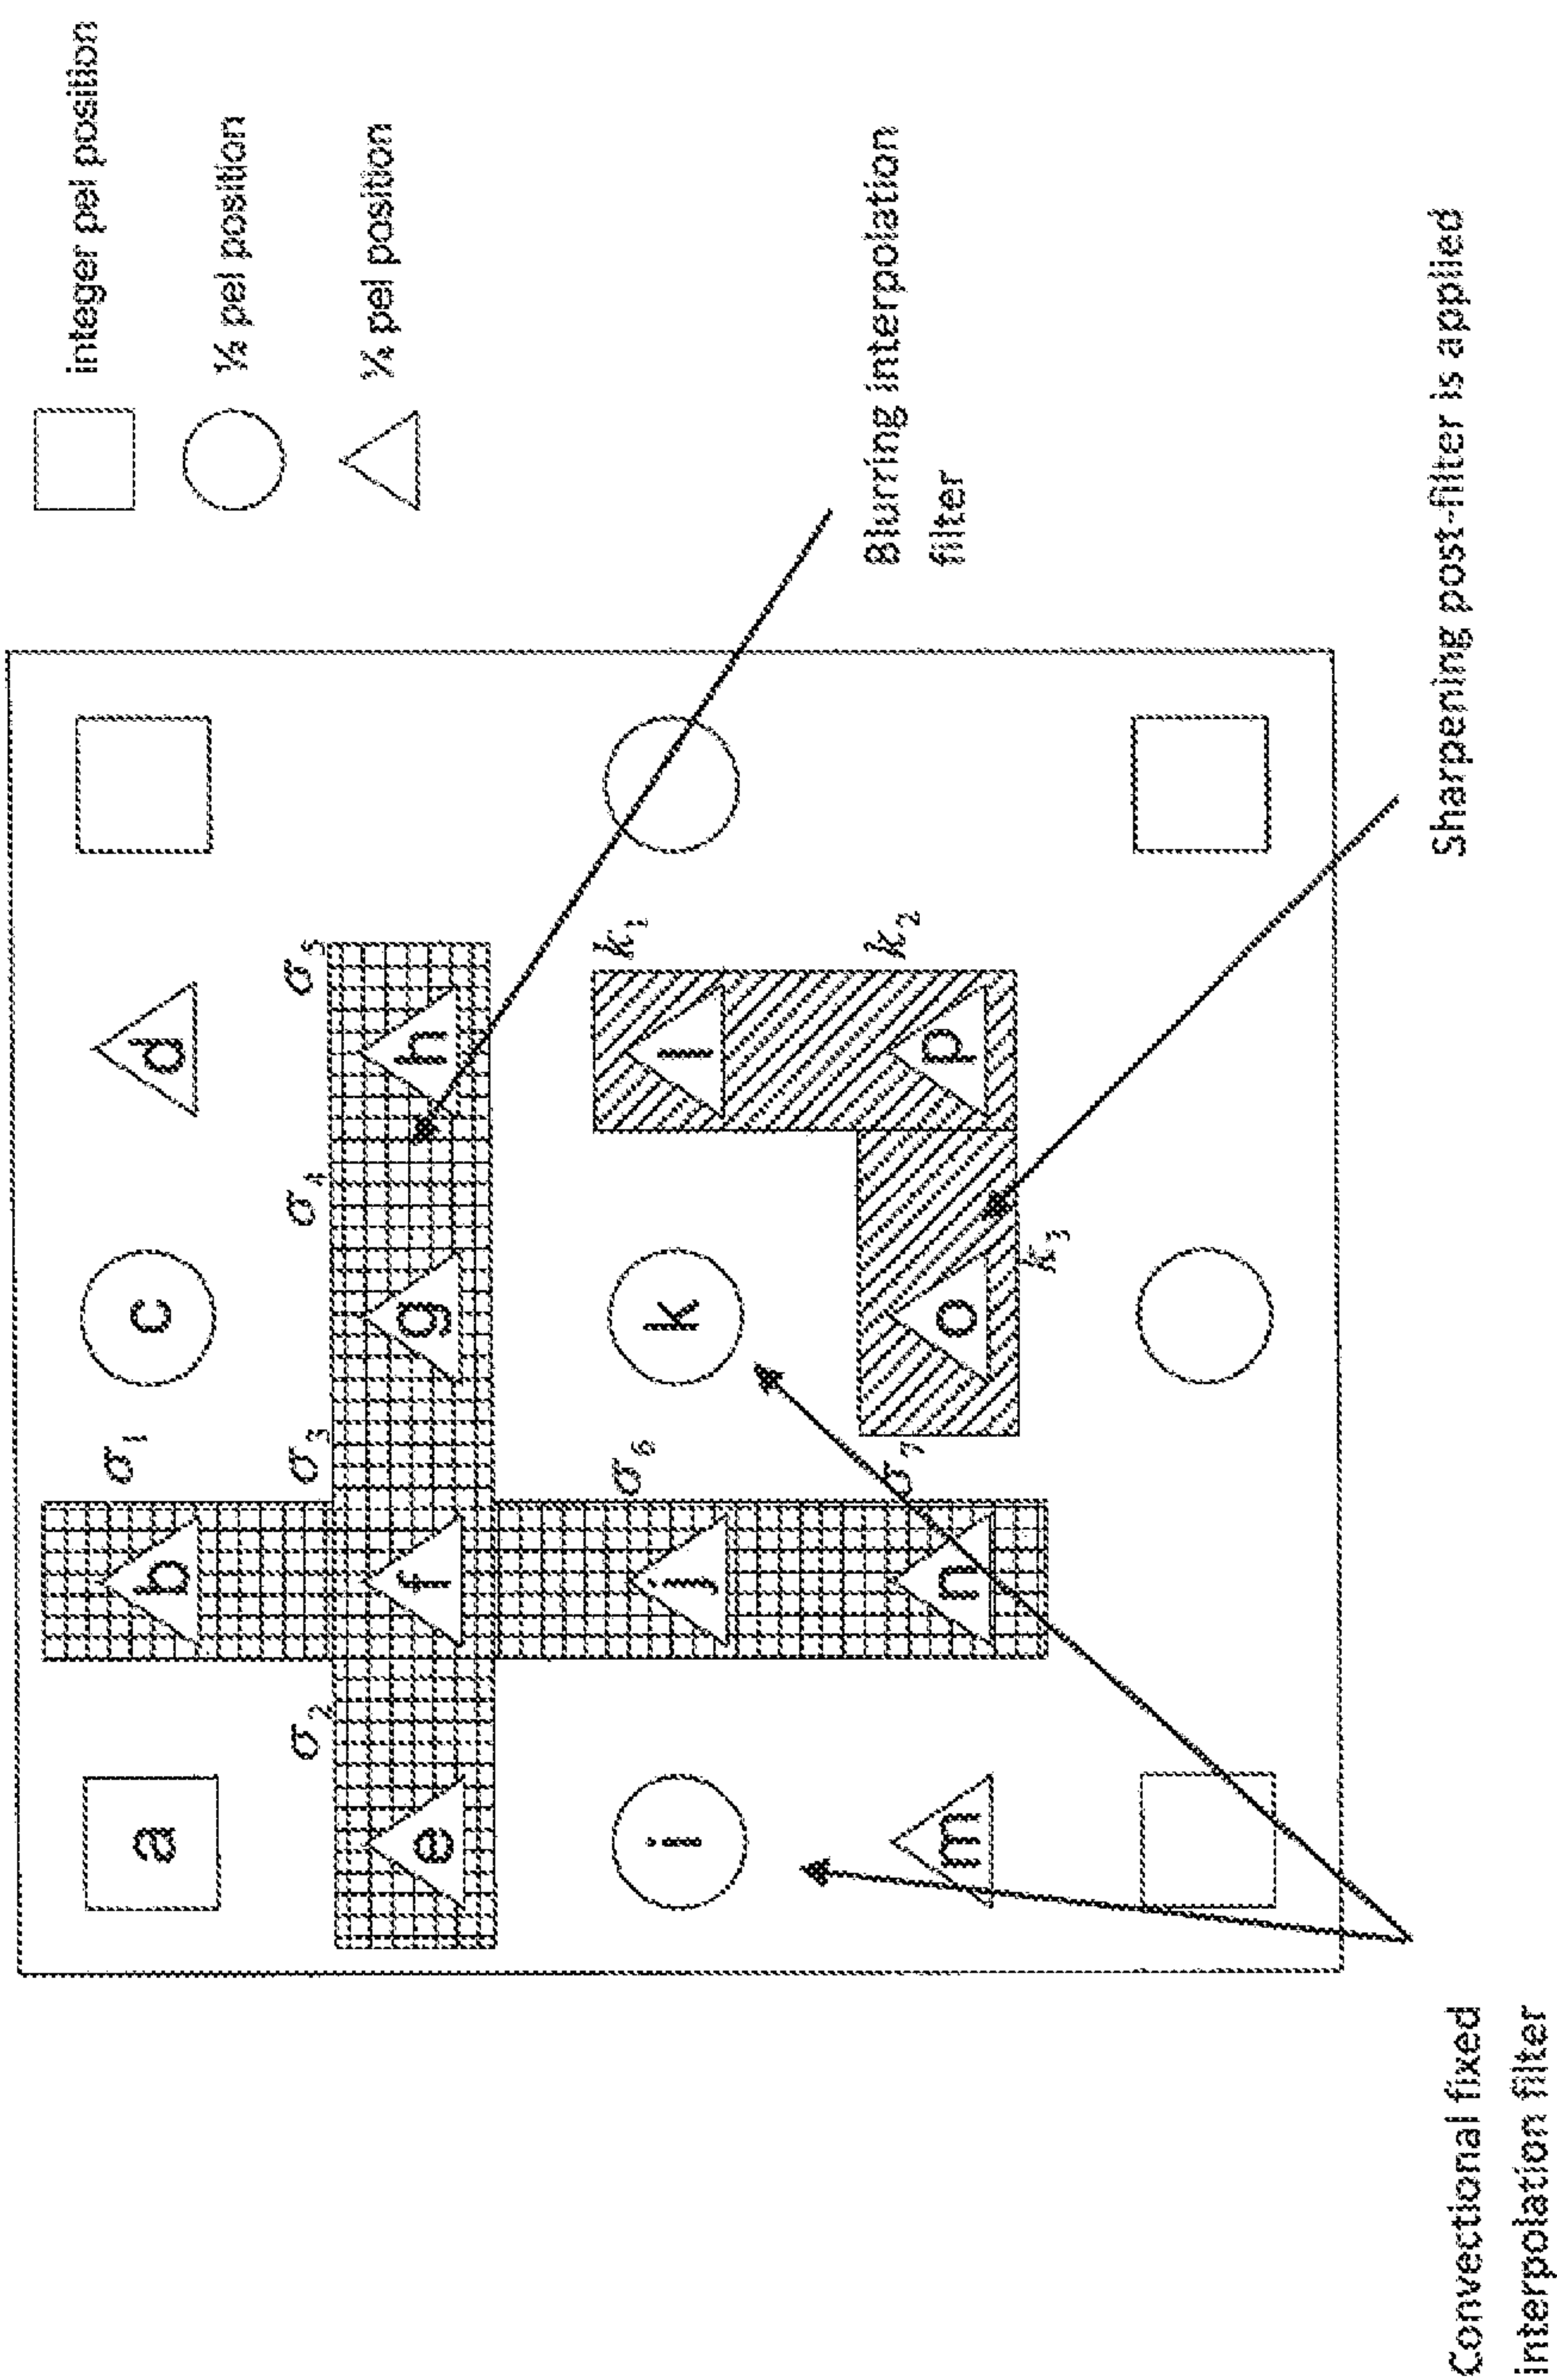 integer pel position
½ pel position
¼ pel position
a
b
c
d
σ1
σ2
σ3
σ4
σ5
e
f
g
h
Blurring interpolation
filter
σ6
k1
i
j
k
l
σ7
k2
m
n
o
p
k3
Convectional fixed
interpolation filter
Sharpening post-filter is applied